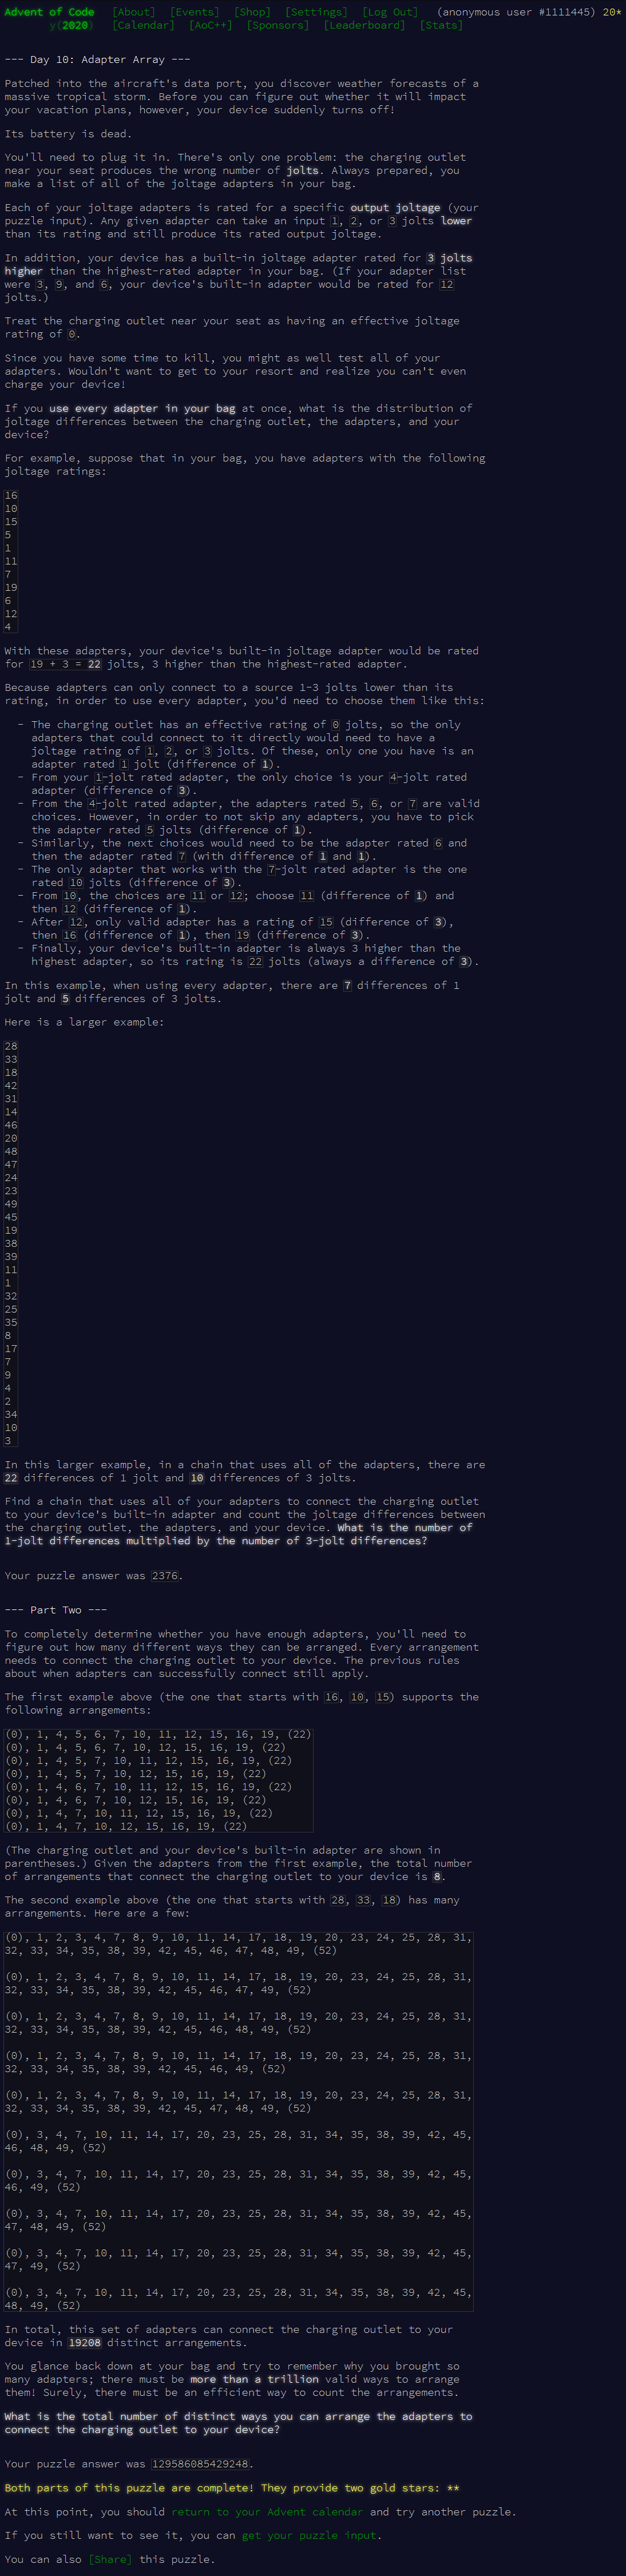 Advent of Code   [About]  [Events]  [Shop]  [Settings]  [Log Out]   (anonymous user #1111445) 20*
y(2020)   [Calendar]  [AoC++]  [Sponsors]  [Leaderboard]  [Stats]
--- Day 10: Adapter Array ---
Patched into the aircraft's data port, you discover weather forecasts of a
massive tropical storm. Before you can figure out whether it will impact
your vacation plans, however, your device suddenly turns off!
Its battery is dead.
You'll need to plug it in. There's only one problem: the charging outlet
near your seat produces the wrong number of jolts. Always prepared, you
make a list of all of the joltage adapters in your bag.
Each of your joltage adapters is rated for a specific output joltage (your
puzzle input). Any given adapter can take an input 1, 2, or 3 jolts lower
than its rating and still produce its rated output joltage.
In addition, your device has a built-in joltage adapter rated for 3 jolts
higher than the highest-rated adapter in your bag. (If your adapter list
were 3, 9, and 6, your device's built-in adapter would be rated for 12
jolts.)
Treat the charging outlet near your seat as having an effective joltage
rating of 0.
Since you have some time to kill, you might as well test all of your
adapters. Wouldn't want to get to your resort and realize you can't even
charge your device!
If you use every adapter in your bag at once, what is the distribution of
joltage differences between the charging outlet, the adapters, and your
device?
For example, suppose that in your bag, you have adapters with the following
joltage ratings:
16
10
15
5
1
11
7
19
6
12
4
With these adapters, your device's built-in joltage adapter would be rated
for 19 + 3 = 22 jolts, 3 higher than the highest-rated adapter.
Because adapters can only connect to a source 1-3 jolts lower than its
rating, in order to use every adapter, you'd need to choose them like this:
- The charging outlet has an effective rating of 0 jolts, so the only
adapters that could connect to it directly would need to have a
joltage rating of 1, 2, or 3 jolts. Of these, only one you have is an
adapter rated 1 jolt (difference of 1).
- From your 1-jolt rated adapter, the only choice is your 4-jolt rated
adapter (difference of 3).
- From the 4-jolt rated adapter, the adapters rated 5, 6, or 7 are valid
choices. However, in order to not skip any adapters, you have to pick
the adapter rated 5 jolts (difference of 1).
- Similarly, the next choices would need to be the adapter rated 6 and
then the adapter rated 7 (with difference of 1 and 1).
- The only adapter that works with the 7-jolt rated adapter is the one
rated 10 jolts (difference of 3).
- From 10, the choices are 11 or 12; choose 11 (difference of 1) and
then 12 (difference of 1).
- After 12, only valid adapter has a rating of 15 (difference of 3),
then 16 (difference of 1), then 19 (difference of 3).
- Finally, your device's built-in adapter is always 3 higher than the
highest adapter, so its rating is 22 jolts (always a difference of 3).
In this example, when using every adapter, there are 7 differences of 1
jolt and 5 differences of 3 jolts.
Here is a larger example:
28
33
18
42
31
14
46
20
48
47
24
23
49
45
19
38
39
11
1
32
25
35
8
17
7
9
4
2
34
10
3
In this larger example, in a chain that uses all of the adapters, there are
22 differences of 1 jolt and 10 differences of 3 jolts.
Find a chain that uses all of your adapters to connect the charging outlet
to your device's built-in adapter and count the joltage differences between
the charging outlet, the adapters, and your device. What is the number of
1-jolt differences multiplied by the number of 3-jolt differences?
Your puzzle answer was 2376.
--- Part Two ---
To completely determine whether you have enough adapters, you'll need to
figure out how many different ways they can be arranged. Every arrangement
needs to connect the charging outlet to your device. The previous rules
about when adapters can successfully connect still apply.
The first example above (the one that starts with 16, 10, 15) supports the
following arrangements:
(0), 1, 4, 5, 6, 7, 10, 11, 12, 15, 16, 19, (22)
(0), 1, 4, 5, 6, 7, 10, 12, 15, 16, 19, (22)
(0), 1, 4, 5, 7, 10, 11, 12, 15, 16, 19, (22)
(0), 1, 4, 5, 7, 10, 12, 15, 16, 19, (22)
(0), 1, 4, 6, 7, 10, 11, 12, 15, 16, 19, (22)
(0), 1, 4, 6, 7, 10, 12, 15, 16, 19, (22)
(0), 1, 4, 7, 10, 11, 12, 15, 16, 19, (22)
(0), 1, 4, 7, 10, 12, 15, 16, 19, (22)
(The charging outlet and your device's built-in adapter are shown in
parentheses.) Given the adapters from the first example, the total number
of arrangements that connect the charging outlet to your device is 8.
The second example above (the one that starts with 28, 33, 18) has many
arrangements. Here are a few:
(0), 1, 2, 3, 4, 7, 8, 9, 10, 11, 14, 17, 18, 19, 20, 23, 24, 25, 28, 31,
32, 33, 34, 35, 38, 39, 42, 45, 46, 47, 48, 49, (52)
(0), 1, 2, 3, 4, 7, 8, 9, 10, 11, 14, 17, 18, 19, 20, 23, 24, 25, 28, 31,
32, 33, 34, 35, 38, 39, 42, 45, 46, 47, 49, (52)
(0), 1, 2, 3, 4, 7, 8, 9, 10, 11, 14, 17, 18, 19, 20, 23, 24, 25, 28, 31,
32, 33, 34, 35, 38, 39, 42, 45, 46, 48, 49, (52)
(0), 1, 2, 3, 4, 7, 8, 9, 10, 11, 14, 17, 18, 19, 20, 23, 24, 25, 28, 31,
32, 33, 34, 35, 38, 39, 42, 45, 46, 49, (52)
(0), 1, 2, 3, 4, 7, 8, 9, 10, 11, 14, 17, 18, 19, 20, 23, 24, 25, 28, 31,
32, 33, 34, 35, 38, 39, 42, 45, 47, 48, 49, (52)
(0), 3, 4, 7, 10, 11, 14, 17, 20, 23, 25, 28, 31, 34, 35, 38, 39, 42, 45,
46, 48, 49, (52)
(0), 3, 4, 7, 10, 11, 14, 17, 20, 23, 25, 28, 31, 34, 35, 38, 39, 42, 45,
46, 49, (52)
(0), 3, 4, 7, 10, 11, 14, 17, 20, 23, 25, 28, 31, 34, 35, 38, 39, 42, 45,
47, 48, 49, (52)
(0), 3, 4, 7, 10, 11, 14, 17, 20, 23, 25, 28, 31, 34, 35, 38, 39, 42, 45,
47, 49, (52)
(0), 3, 4, 7, 10, 11, 14, 17, 20, 23, 25, 28, 31, 34, 35, 38, 39, 42, 45,
48, 49, (52)
In total, this set of adapters can connect the charging outlet to your
device in 19208 distinct arrangements.
You glance back down at your bag and try to remember why you brought so
many adapters; there must be more than a trillion valid ways to arrange
them! Surely, there must be an efficient way to count the arrangements.
What is the total number of distinct ways you can arrange the adapters to
connect the charging outlet to your device?
Your puzzle answer was 129586085429248.
Both parts of this puzzle are complete! They provide two gold stars: **
At this point, you should return to your Advent calendar and try another puzzle.
If you still want to see it, you can get your puzzle input.
You can also [Share] this puzzle.